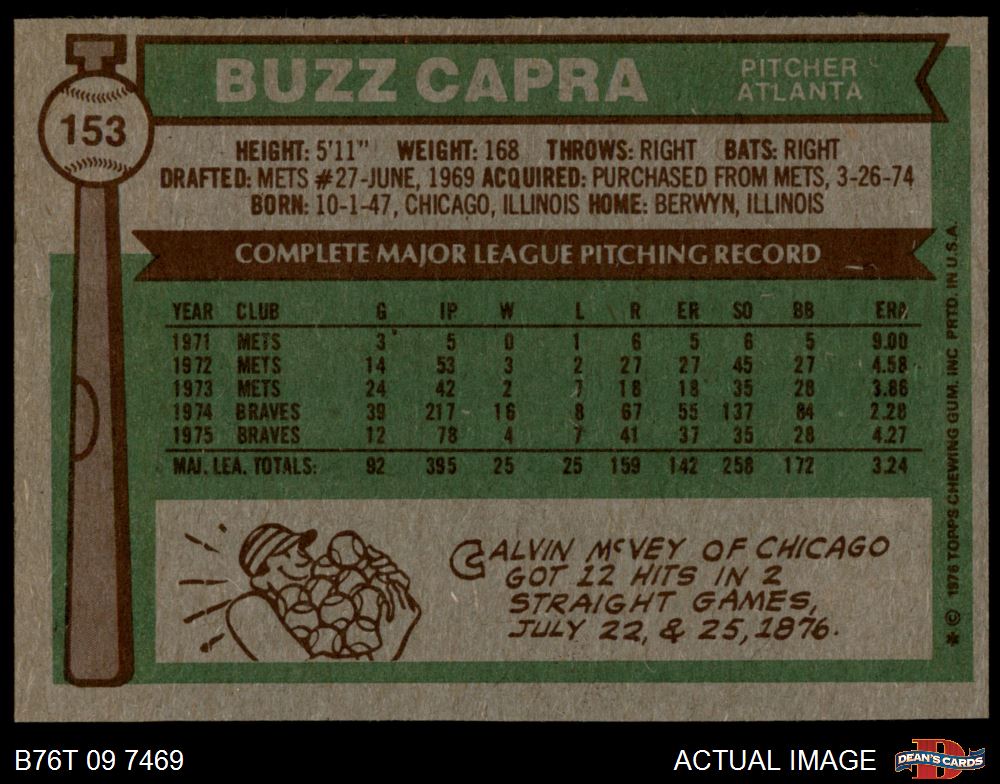 153
BUZZ CAPRA
PITCHER
ATLANTA
HEIGHT: 5'11" WEIGHT: 168 THROWS: RIGHT BATS: RIGHT
DRAFTED: METS #27-JUNE, 1969 ACQUIRED: PURCHASED FROM METS, 3-26-74
BORN: 10-1-47, CHICAGO, ILLINOIS HOME: BERWYN, ILLINOIS
COMPLETE MAJOR LEAGUE PITCHING RECORD
YEAR CLUB G IP W L R ER SO BB ERA
1971 METS 3 5 0 1 6 5 6 5 9.00
1972 METS 14 53 3 2 27 27 45 27 4.58
1973 METS 24 42 2 7 18 18 35 28 3.86
1974 BRAVES 39 217 16 8 67 55 137 84 2.28
1975 BRAVES 12 78 4 7 41 37 35 28 4.27
MAJ. LEA. TOTALS: 92 395 25 25 159 142 258 172 3.24
CALVIN McVEY OF CHICAGO
GOT 12 HITS IN 2
STRAIGHT GAMES,
JULY 22, & 25, 1876.
* © 1976 TOPPS CHEWING GUM, INC PRTD. IN U.S.A.
B76T 09 7469
ACTUAL IMAGE
D
DEAN'S CARDS